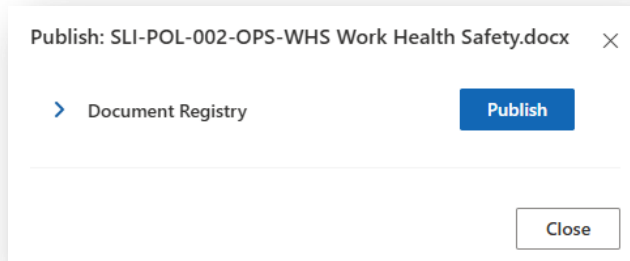 Publish: SLI-POL-002-OPS-WHS Work Health Safety.docx
Document Registry
Publish
Close